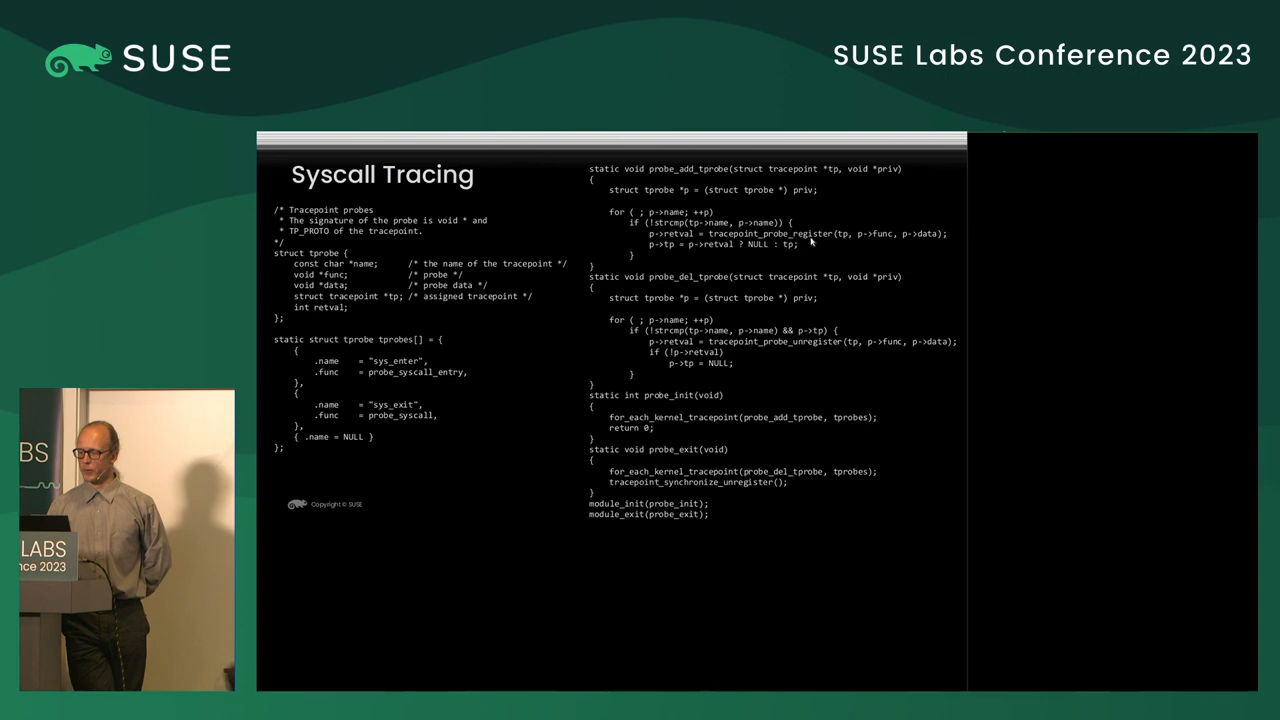 SUSE
SUSE Labs Conference 2023
Syscall Tracing
/* Tracepoint probes
 * The signature of the probe is void * and
 * TP_PROTO of the tracepoint.
*/
struct tprobe {
    const char *name;      /* the name of the tracepoint */
    void *func;            /* probe */
    void *data;            /* probe data */
    struct tracepoint *tp; /* assigned tracepoint */
    int retval;
};
static struct tprobe tprobes[] = {
    {
        .name    = "sys_enter",
        .func    = probe_syscall_entry,
    },
    {
        .name    = "sys_exit",
        .func    = probe_syscall,
    },
    { .name = NULL }
};
Copyright © SUSE
static void probe_add_tprobe(struct tracepoint *tp, void *priv)
{
    struct tprobe *p = (struct tprobe *) priv;
    for ( ; p->name; ++p)
        if (!strcmp(tp->name, p->name)) {
            p->retval = tracepoint_probe_register(tp, p->func, p->data);
            p->tp = p->retval ? NULL : tp;
        }
}
static void probe_del_tprobe(struct tracepoint *tp, void *priv)
{
    struct tprobe *p = (struct tprobe *) priv;
    for ( ; p->name; ++p)
        if (!strcmp(tp->name, p->name) && p->tp) {
            p->retval = tracepoint_probe_unregister(tp, p->func, p->data);
            if (!p->retval)
                p->tp = NULL;
        }
}
static int probe_init(void)
{
    for_each_kernel_tracepoint(probe_add_tprobe, tprobes);
    return 0;
}
static void probe_exit(void)
{
    for_each_kernel_tracepoint(probe_del_tprobe, tprobes);
    tracepoint_synchronize_unregister();
}
module_init(probe_init);
module_exit(probe_exit);
BS
LABS
nce 2023